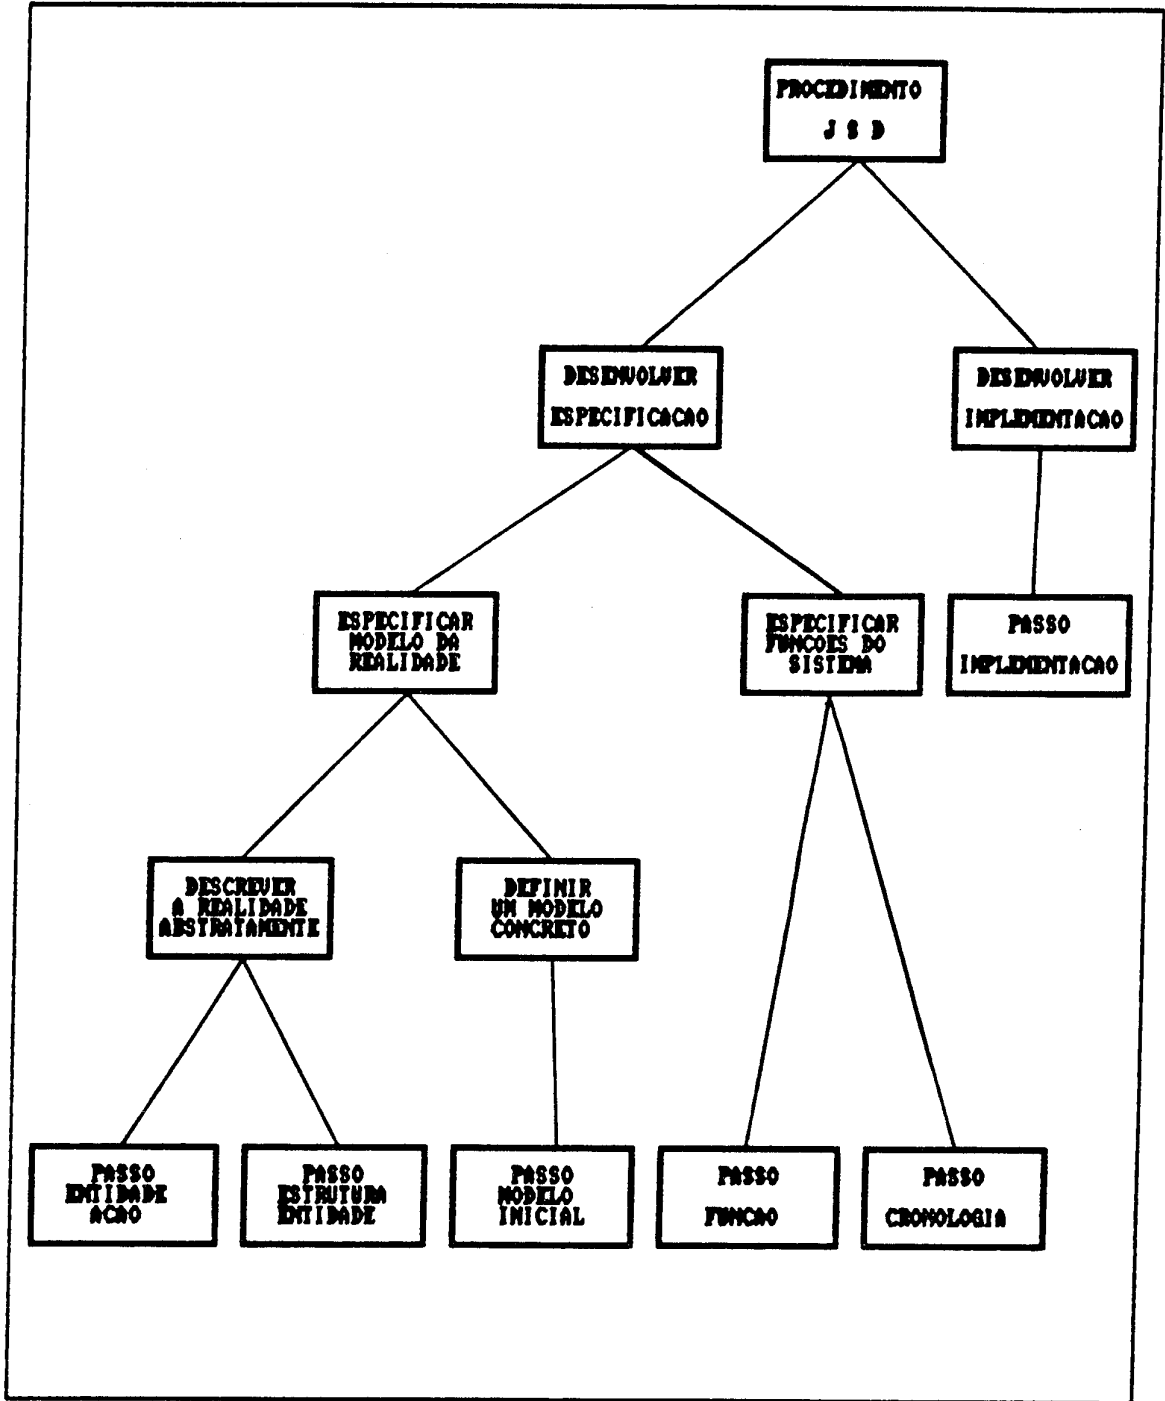 PROCEDIMENTO
J S D
DESENVOLVER
ESPECIFICACAO
DESENVOLVER
IMPLEMENTACAO
ESPECIFICAR
MODELO DA
REALIDADE
ESPECIFICAR
FUNCOES DO
SISTEMA
PASSO
IMPLEMENTACAO
DESCREVER
A REALIDADE
ABSTRATAMENTE
DEFINIR
UM MODELO
CONCRETO
PASSO
ENTIDADE
ACAO
PASSO
ESTRUTURA
ENTIDADE
PASSO
MODELO
INICIAL
PASSO
FUNCAO
PASSO
CRONOLOGIA